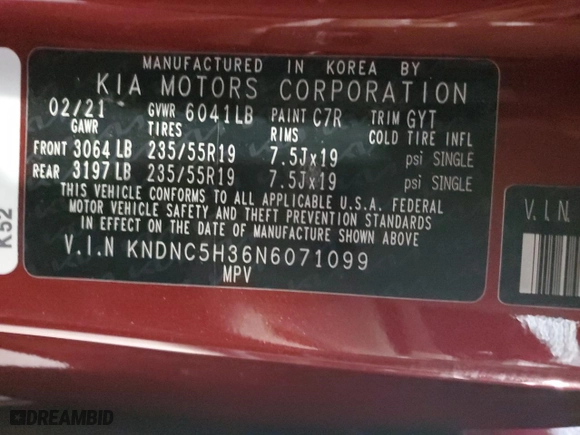 MANUFACTURED IN KOREA BY
KIA MOTORS CORPORATION
02/21 GVWR 6041LB PAINT C7R TRIM GYT
GAWR TIRES RIMS COLD TIRE INFL
FRONT 3064 LB 235/55R19 7.5Jx19 psi SINGLE
REAR 3197 LB 235/55R19 7.5Jx19 psi SINGLE
THIS VEHICLE CONFORMS TO ALL APPLICABLE U.S.A. FEDERAL
MOTOR VEHICLE SAFETY AND THEFT PREVENTION STANDARDS
IN EFFECT ON THE DATE OF MANUFACTURE SHOWN ABOVE
V.I.N KNDNC5H36N6071099
MPV
K52
V.I.N.
DREAMBID